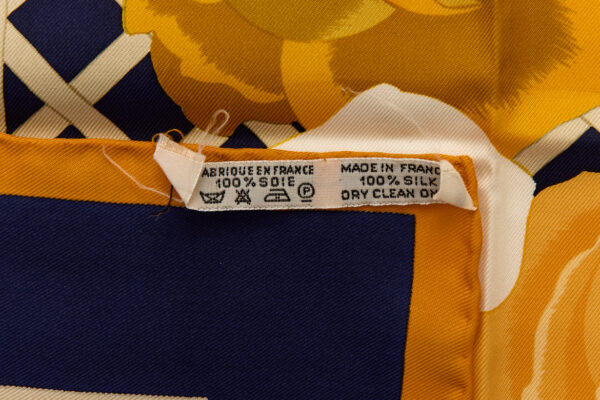 ABRIQUE EN FRANCE
100% SOIE
MADE IN FRANC
100% SILK
DRY CLEAN ON